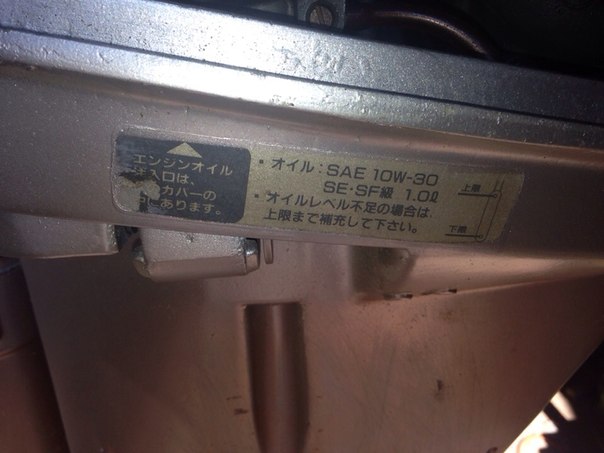 エンジンオイル
注入口は、
カバーの
にあります。
・オイル：SAE 10W-30
SE・SF級 1.0ℓ
・オイルレベル不足の場合は、
上限まで補充して下さい。
上限
下限